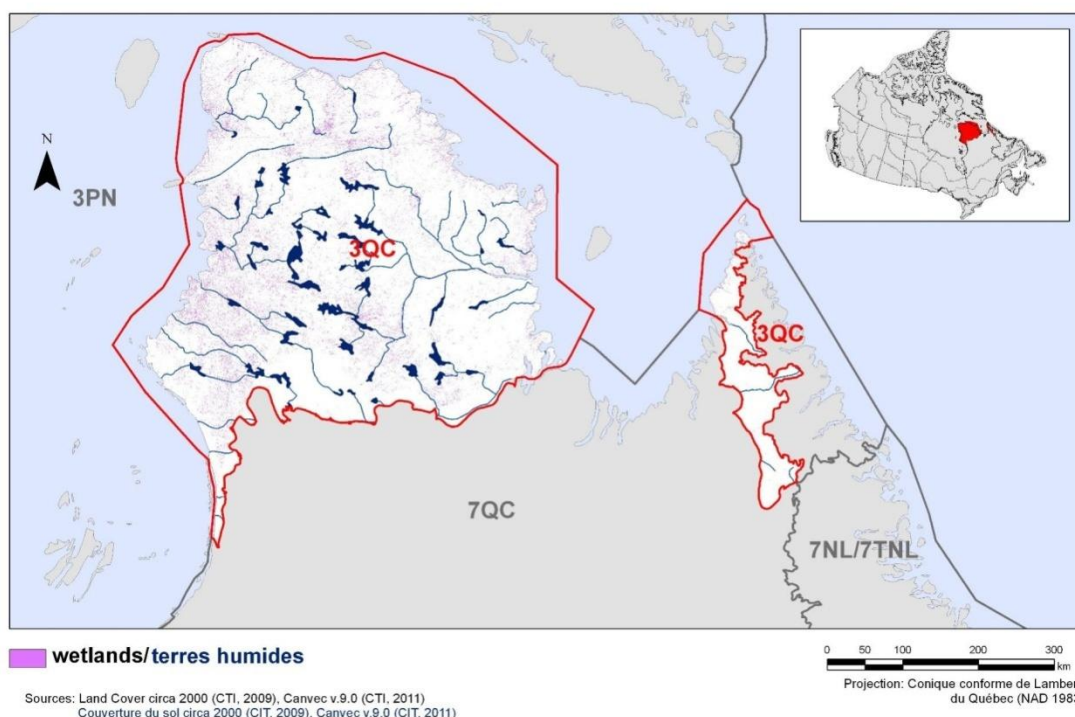 N
3PN
3QC
3QC
7QC
7NL/7TNL
wetlands/terres humides
0 50 100 200 300
km
Projection: Conique conforme de Lamber
du Québec (NAD 1983
Sources: Land Cover circa 2000 (CTI, 2009), Canvec v.9.0 (CTI, 2011)
Couverture du sol circa 2000 (CIT, 2009), Canvec v.9.0 (CIT, 2011)